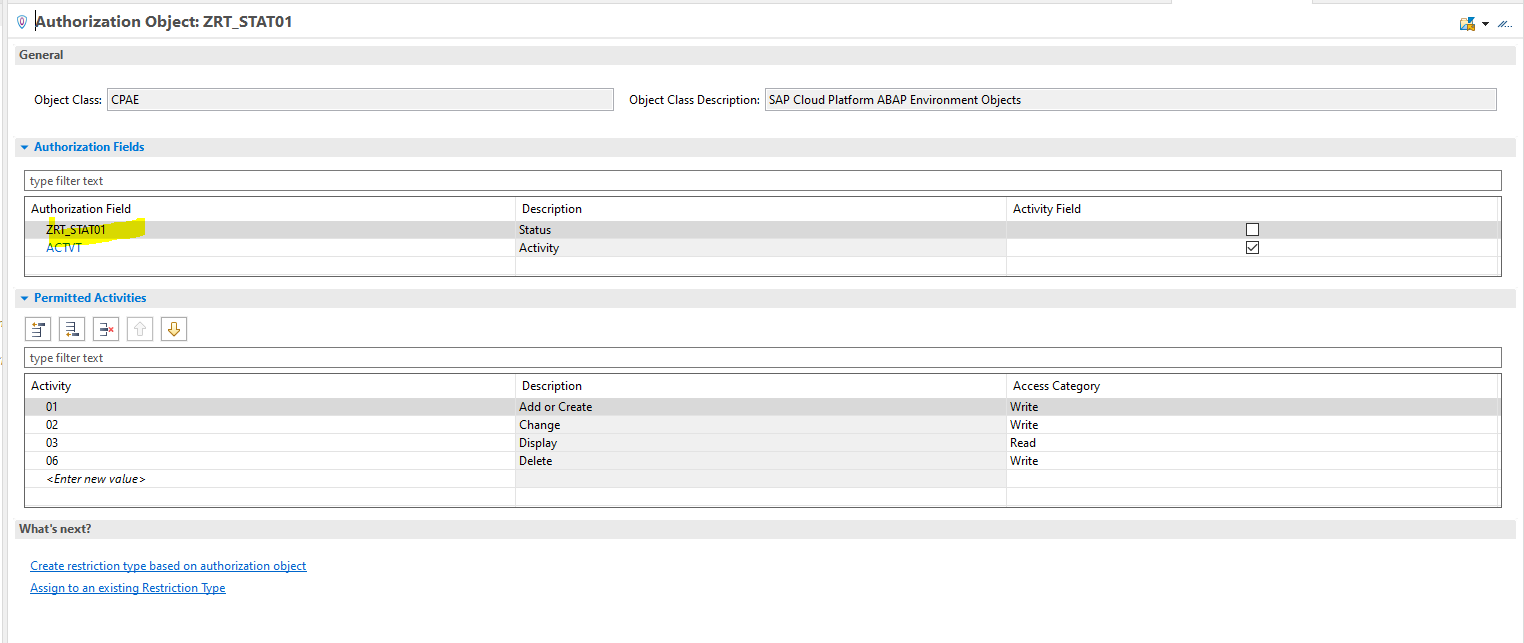 Authorization Object: ZRT_STAT01
General
Object Class: CPAE Object Class Description: SAP Cloud Platform ABAP Environment Objects
Authorization Fields
type filter text
Authorization Field Description Activity Field
ZRT_STAT01 Status
ACTVT Activity
Permitted Activities
type filter text
Activity Description Access Category
01 Add or Create Write
02 Change Write
03 Display Read
06 Delete Write
<Enter new value>
What's next?
Create restriction type based on authorization object
Assign to an existing Restriction Type